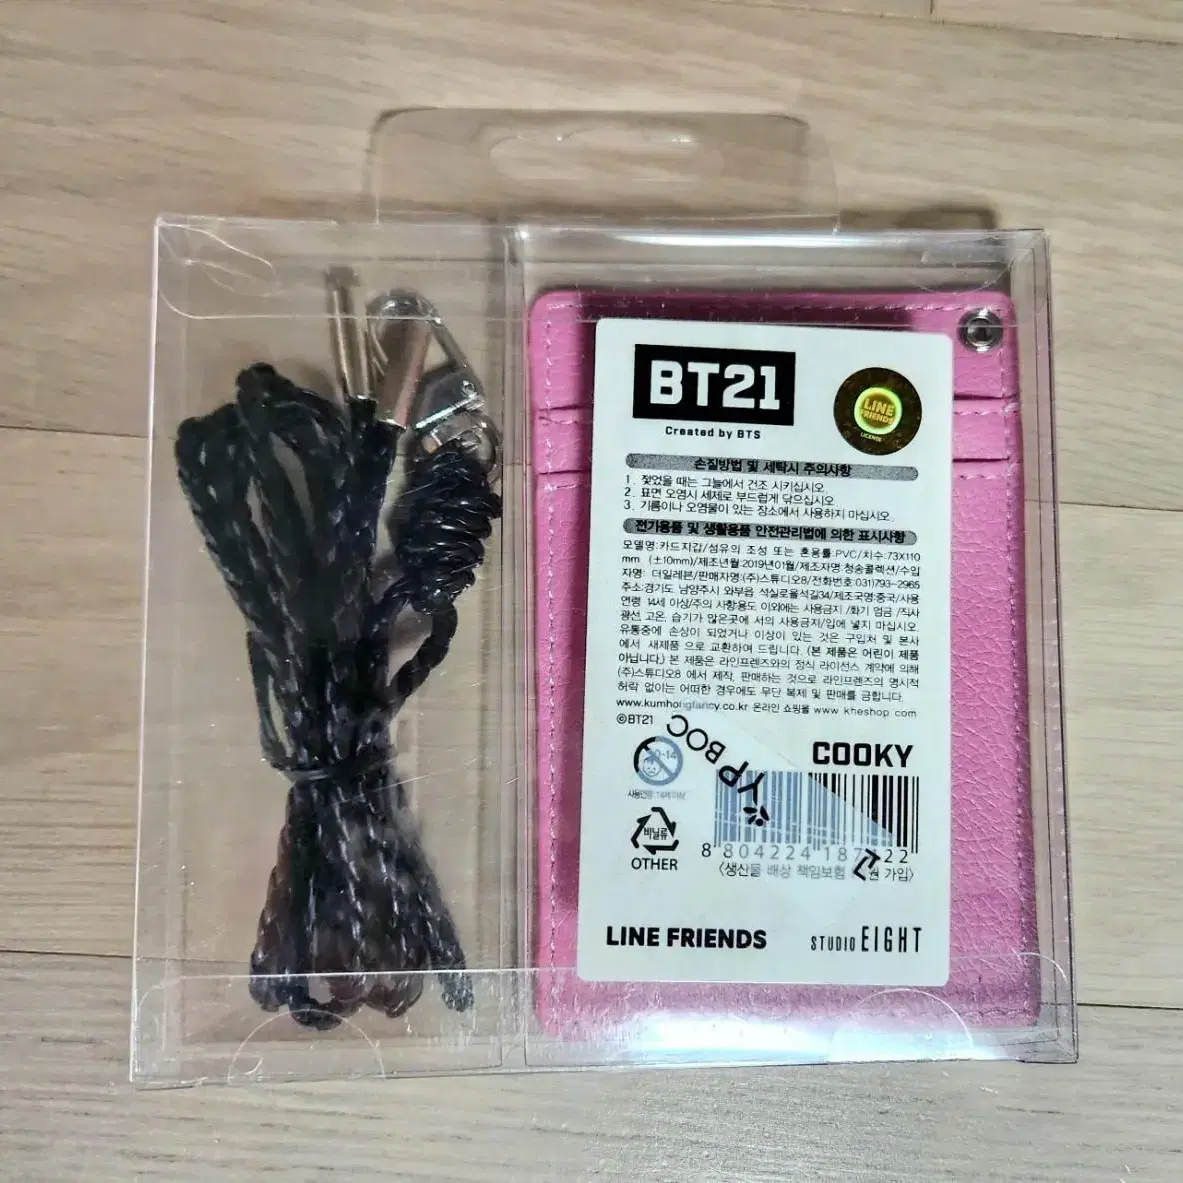 BT21
Created by BTS
LINE
FRIENDS
LICENSE
손질방법 및 세탁시 주의사항
1. 젖었을 때는 그늘에서 건조 시키십시오.
2. 표면 오염시 세제로 부드럽게 닦으십시오.
3. 기름이나 오염물이 있는 장소에서 사용하지 마십시오.
전기용품 및 생활용품 안전관리법에 의한 표시사항
모델명:카드지갑/섬유의 조성 또는 혼용률:PVC/치수:73X110
mm (±10mm)/제조년월:2019년01월/제조자명:청송콜렉션/수입
자명: 더일레븐/판매자명:(주)스튜디오8/전화번호:031)793-2965
주소:경기도 남양주시 와부읍 석실로율석길34/제조국명:중국/사용
연령 14세 이상/주의 사항용도 이외에는 사용금지 /화기 엄금 /직사
광선, 고온, 습기가 많은곳에 서의 사용금지/입에 넣지 마십시오.
유통중에 손상이 되었거나 이상이 있는 것은 구입처 및 본사
에서 새제품 으로 교환하여 드립니다. (본 제품은 어린이 제품
아닙니다.) 본 제품은 라인프렌즈와의 정식 라이선스 계약에 의해
(주)스튜디오8 에서 제작, 판매하는 것으로 라인프렌즈의 명시적
허락 없이는 어떠한 경우에도 무단 복제 및 판매를 금합니다.
www.kumhongfancy.co.kr 온라인 쇼핑몰 www.kheshop.com
©BT21
YP BOC
COOKY
비닐류
OTHER
8 804224 187 22
(생산물 배상 책임보험 원 가입)
LINE FRIENDS
STUDIO EIGHT